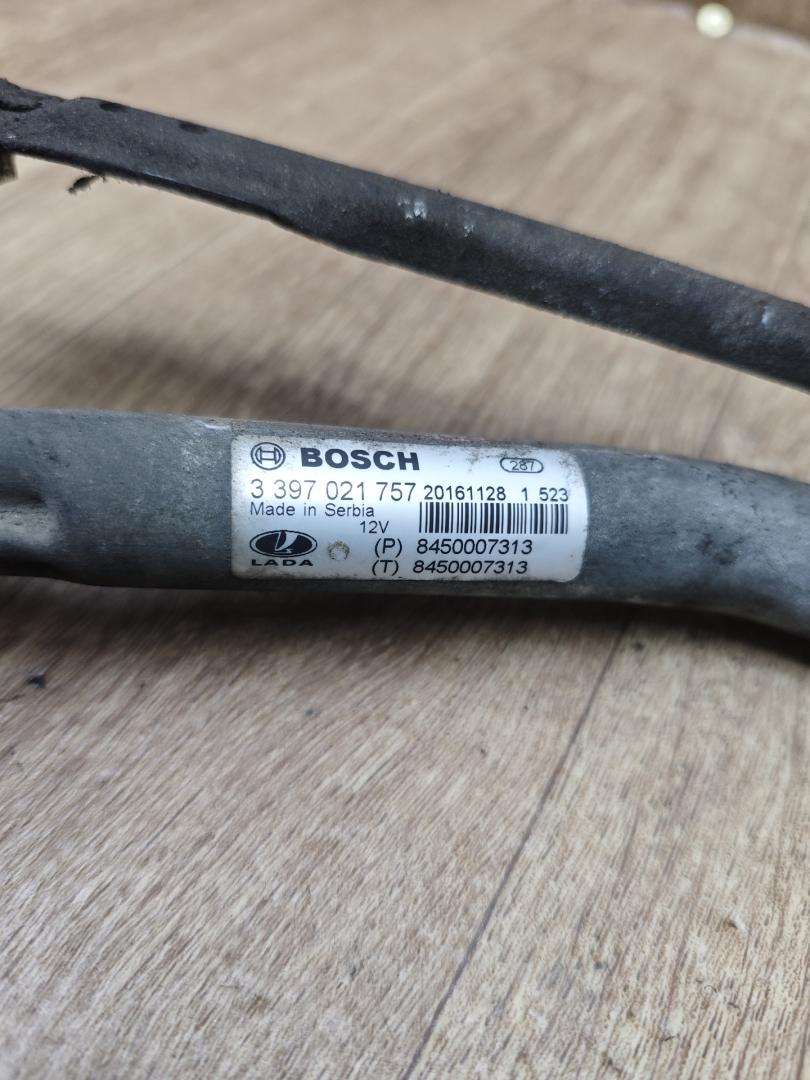 BOSCH 287
3 397 021 757 20161128 1 523
Made in Serbia
12V
LADA (P) 8450007313
(T) 8450007313